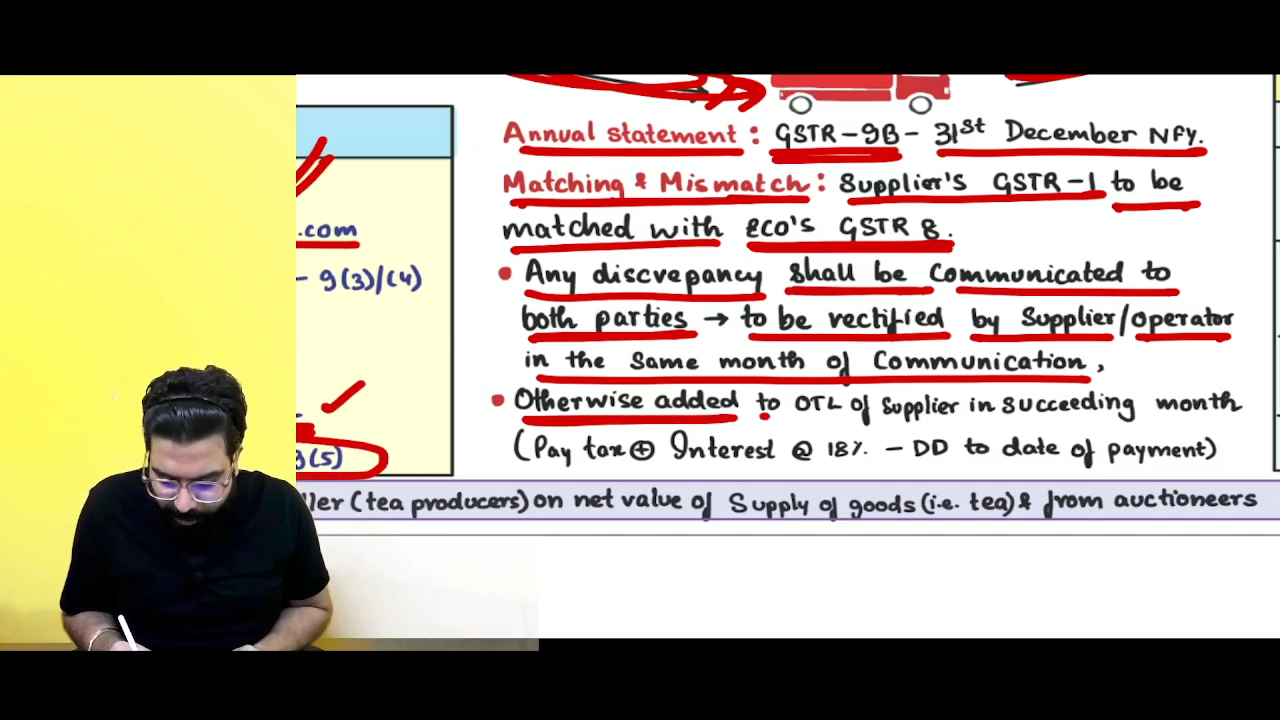 Annual statement : GSTR-9B - 31st December NFY.
Matching & Mismatch : Supplier's GSTR-1 to be
matched with ECO's GSTR 8.
.com
- 9(3)/(4)
• Any discrepancy shall be Communicated to
both parties → to be rectified by Supplier/operator
in the same month of Communication,
• Otherwise added to OTL of Supplier in Succeeding month
(Pay tax ⊕ Interest @ 18%. - DD to date of payment)
9(5)
ller (tea producers) on net value of Supply of goods (i.e. tea) & from auctioneers